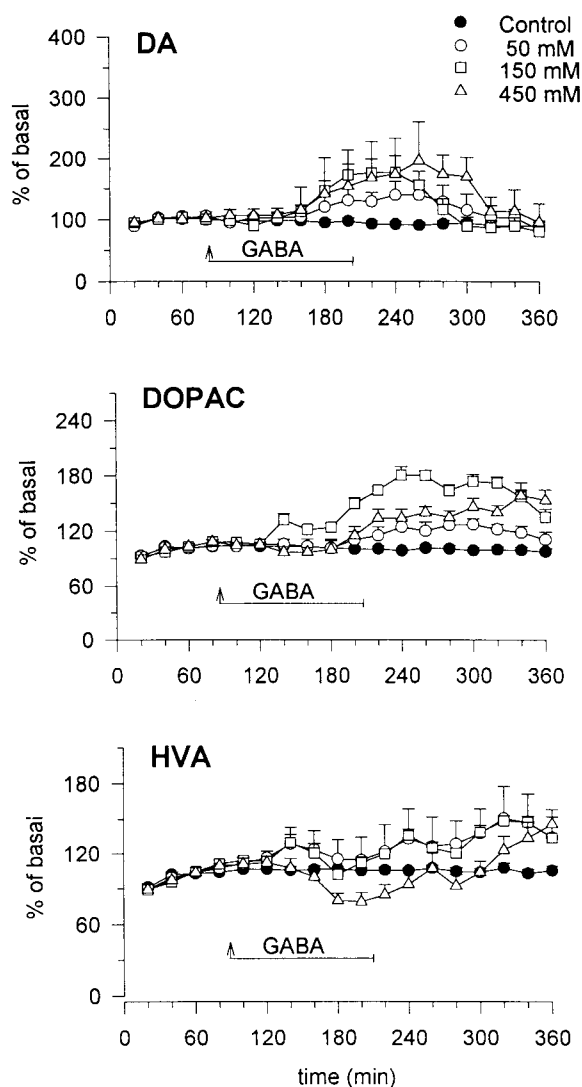 Control
50 mM
150 mM
450 mM
DA
% of basal
400
300
200
100
0
GABA
0 60 120 180 240 300 360
DOPAC
% of basal
240
180
120
60
0
GABA
0 60 120 180 240 300 360
HVA
% of basal
180
120
60
0
GABA
0 60 120 180 240 300 360
time (min)